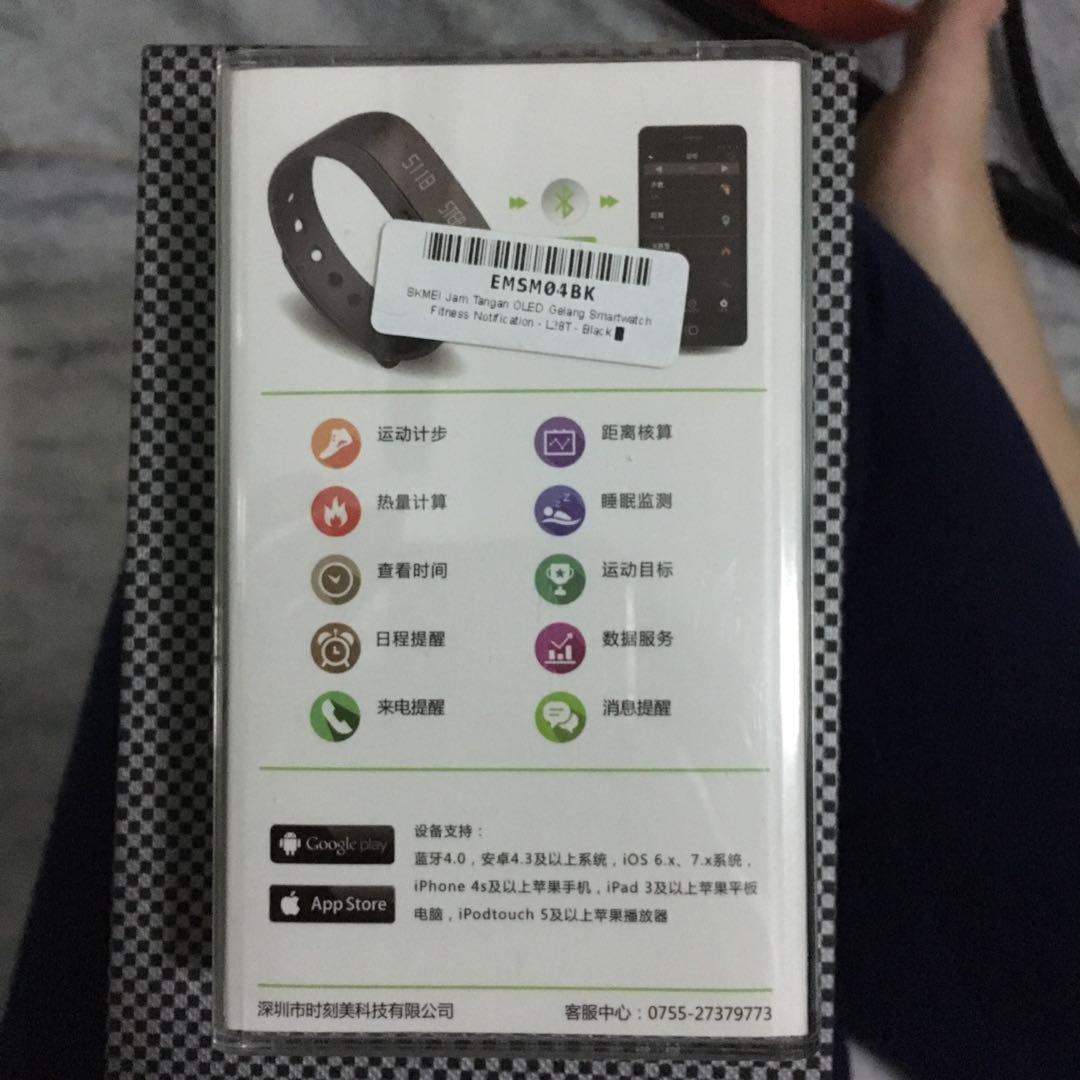 5118
EMSM04BK
SKMEI Jam Tangan OLED Gelang Smartwatch
Fitness Notification - L28T - Black
运动计步
距离核算
热量计算
睡眠监测
查看时间
运动目标
日程提醒
数据服务
来电提醒
消息提醒
Google play
设备支持：
蓝牙4.0，安卓4.3及以上系统，iOS 6.x、7.x系统，
App Store
iPhone 4s及以上苹果手机，iPad 3及以上苹果平板
电脑，iPodtouch 5及以上苹果播放器
深圳市时刻美科技有限公司
客服中心：0755-27379773